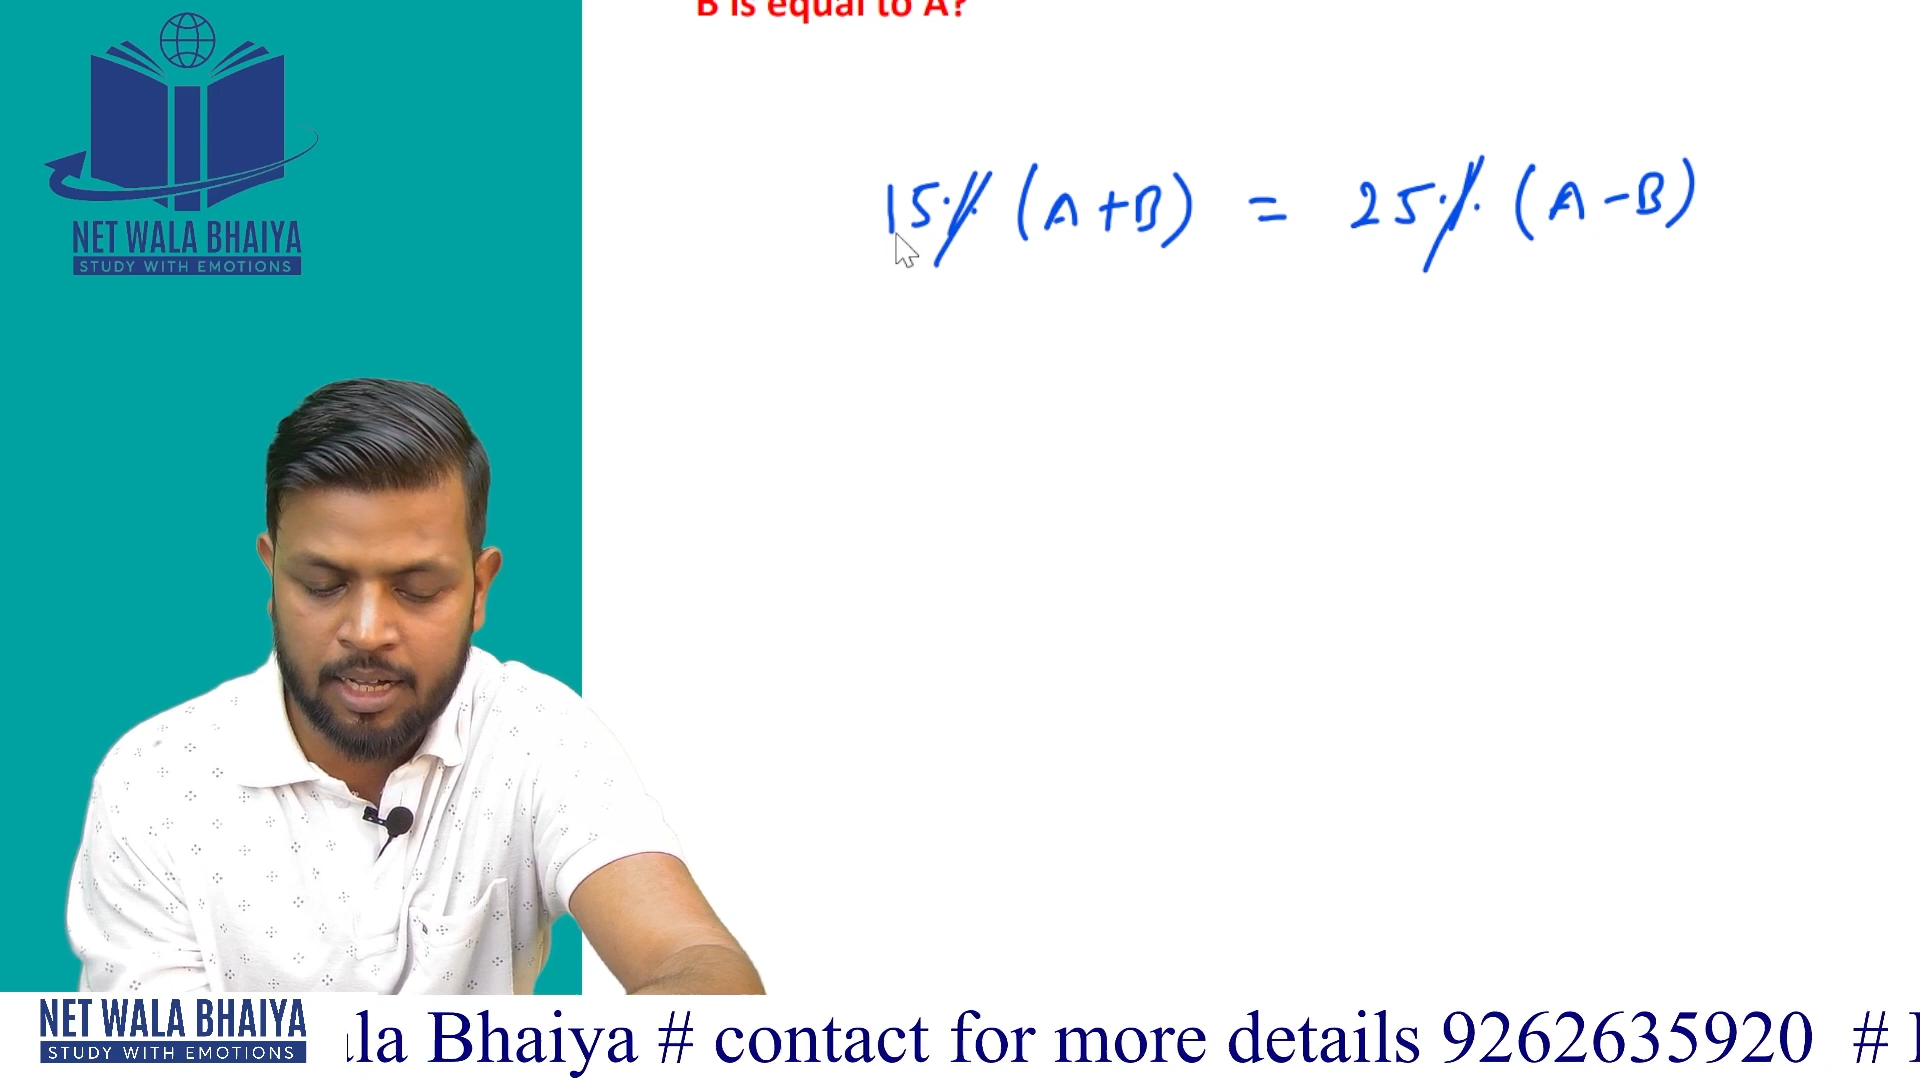 B is equal to A?
15% (A+B) = 25% (A-B)
NET WALA BHAIYA
STUDY WITH EMOTIONS
NET WALA BHAIYA
STUDY WITH EMOTIONS
la Bhaiya # contact for more details 9262635920 #